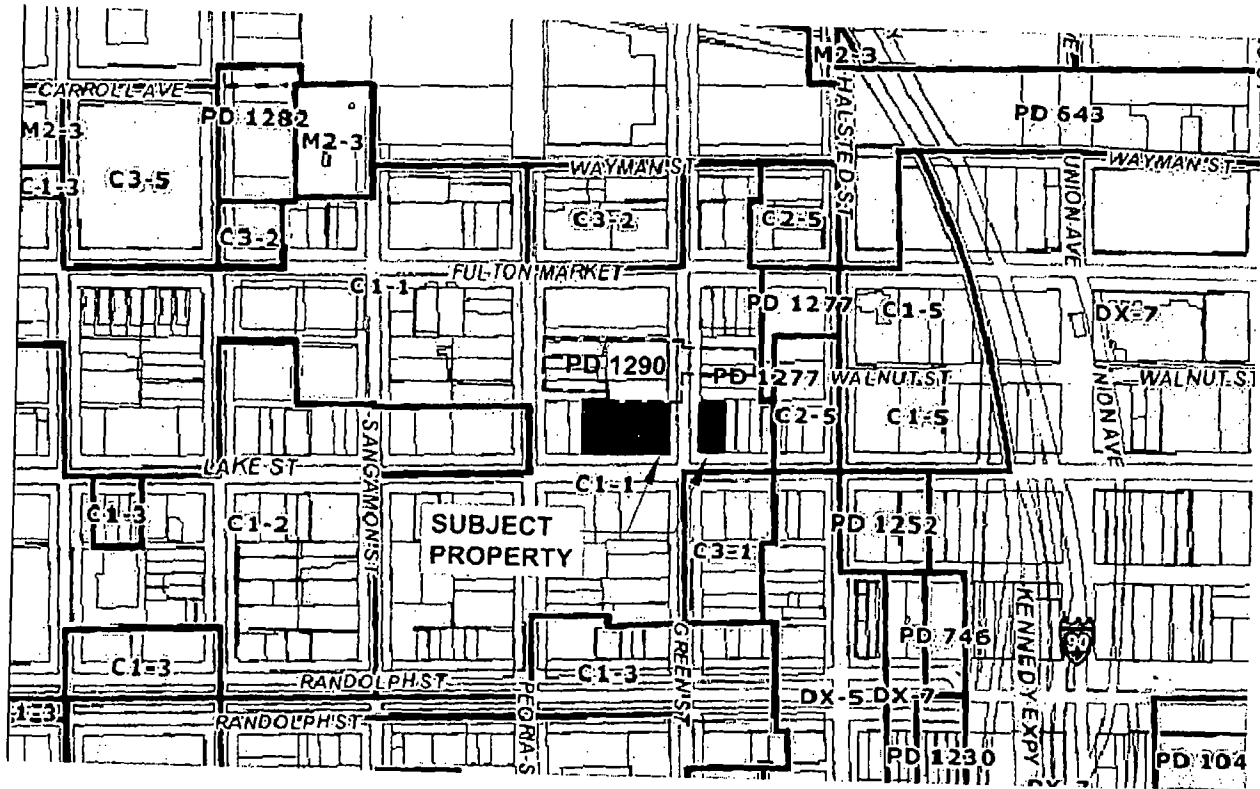 M2-3
CARROLL AVE
PD 1282
M2-3
PD 643
M2-3
HALSTED ST
WAYMAN ST
WAYMAN ST
C1-3
C3-5
C3-2
C2-5
UNION AVE
C3-2
FULTON MARKET
C1-1
PD 1277
C1-5
DX-7
PD 1290
PD 1277
WALNUT ST
WALNUT S
C2-5
C1-5
UNION AVE
LAKE ST
SANGAMON ST
C1-1
C1-3
C1-2
SUBJECT
PROPERTY
PD 1252
C3-1
KENNEDY EXPY
PD 746
C1-3
RANDOLPH ST
C1-3
GREEN ST
PEORIA S
DX-5
DX-7
1-3
RANDOLPH ST
PD 1230
PD 104